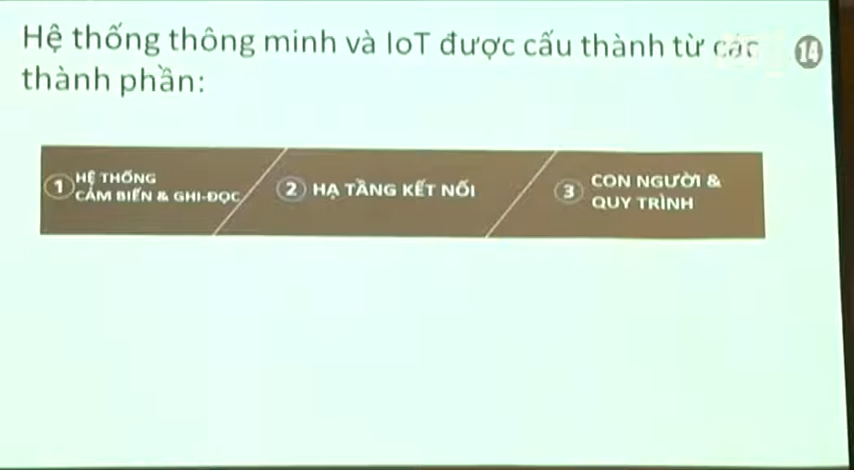 Hệ thống thông minh và IoT được cấu thành từ các
14
thành phần:
1 HỆ THỐNG
CẢM BIẾN & GHI-ĐỌC
2 HẠ TẦNG KẾT NỐI
3 CON NGƯỜI &
QUY TRÌNH